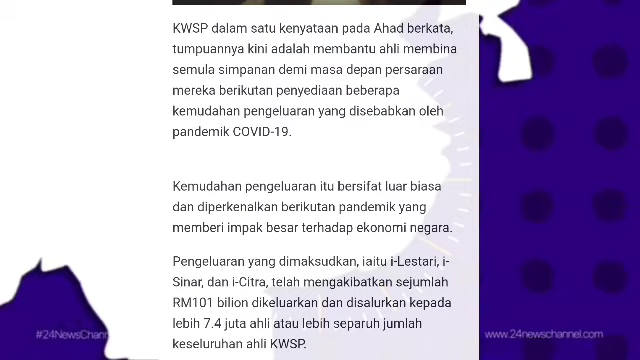 KWSP dalam satu kenyataan pada Ahad berkata,
tumpuannya kini adalah membantu ahli membina
semula simpanan demi masa depan persaraan
mereka berikutan penyediaan beberapa
kemudahan pengeluaran yang disebabkan oleh
pandemik COVID-19.
Kemudahan pengeluaran itu bersifat luar biasa
dan diperkenalkan berikutan pandemik yang
memberi impak besar terhadap ekonomi negara.
Pengeluaran yang dimaksudkan, iaitu i-Lestari, i-
Sinar, dan i-Citra, telah mengakibatkan sejumlah
RM101 bilion dikeluarkan dan disalurkan kepada
lebih 7.4 juta ahli atau lebih separuh jumlah
keseluruhan ahli KWSP.
#24NewsChann
www.24newschannel.com